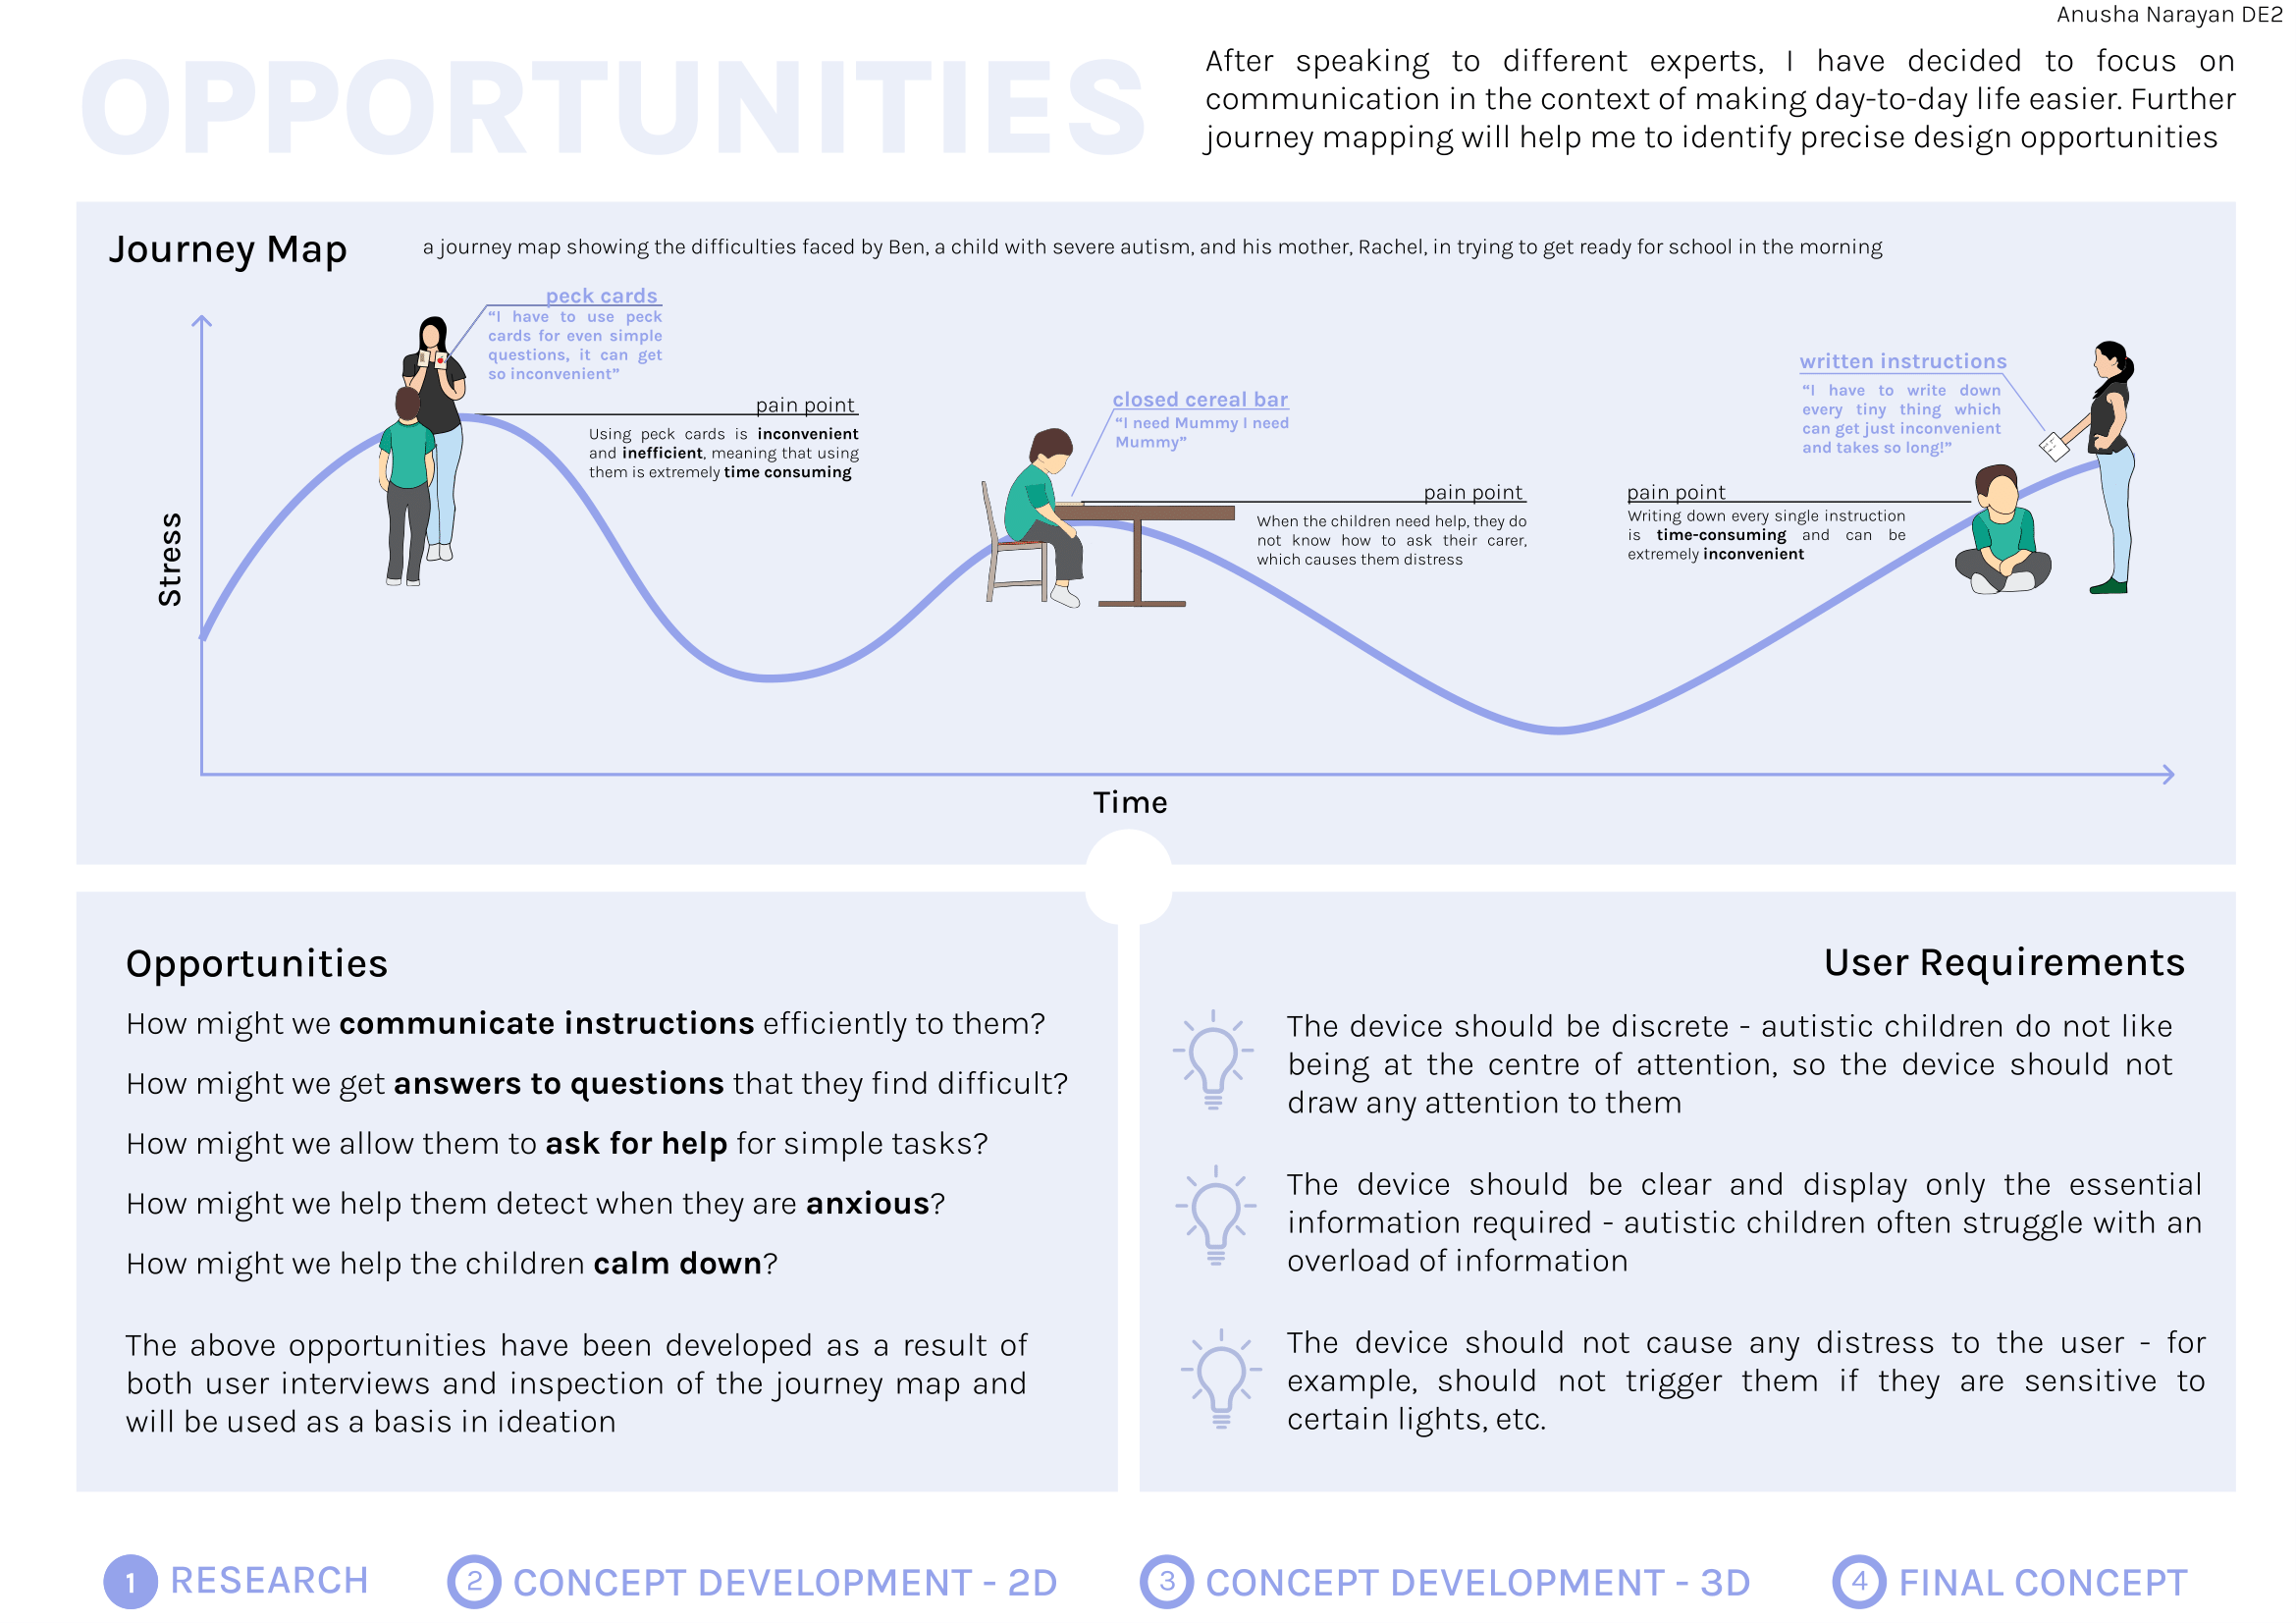 Anusha Narayan DE2
OPPORTUNITIES
After speaking to different experts, I have decided to focus on
communication in the context of making day-to-day life easier. Further
journey mapping will help me to identify precise design opportunities
Journey Map
a journey map showing the difficulties faced by Ben, a child with severe autism, and his mother, Rachel, in trying to get ready for school in the morning
peck cards
“I have to use peck
cards for even simple
questions, it can get
so inconvenient”
pain point
Using peck cards is inconvenient
and inefficient, meaning that using
them is extremely time consuming
closed cereal bar
“I need Mummy I need
Mummy”
pain point
When the children need help, they do
not know how to ask their carer,
which causes them distress
written instructions
“I have to write down
every tiny thing which
can get just inconvenient
and takes so long!”
pain point
Writing down every single instruction
is time-consuming and can be
extremely inconvenient
Stress
Time
Opportunities
How might we communicate instructions efficiently to them?
How might we get answers to questions that they find difficult?
How might we allow them to ask for help for simple tasks?
How might we help them detect when they are anxious?
How might we help the children calm down?
The above opportunities have been developed as a result of
both user interviews and inspection of the journey map and
will be used as a basis in ideation
User Requirements
The device should be discrete - autistic children do not like
being at the centre of attention, so the device should not
draw any attention to them
The device should be clear and display only the essential
information required - autistic children often struggle with an
overload of information
The device should not cause any distress to the user - for
example, should not trigger them if they are sensitive to
certain lights, etc.
1 RESEARCH
2 CONCEPT DEVELOPMENT - 2D
3 CONCEPT DEVELOPMENT - 3D
4 FINAL CONCEPT